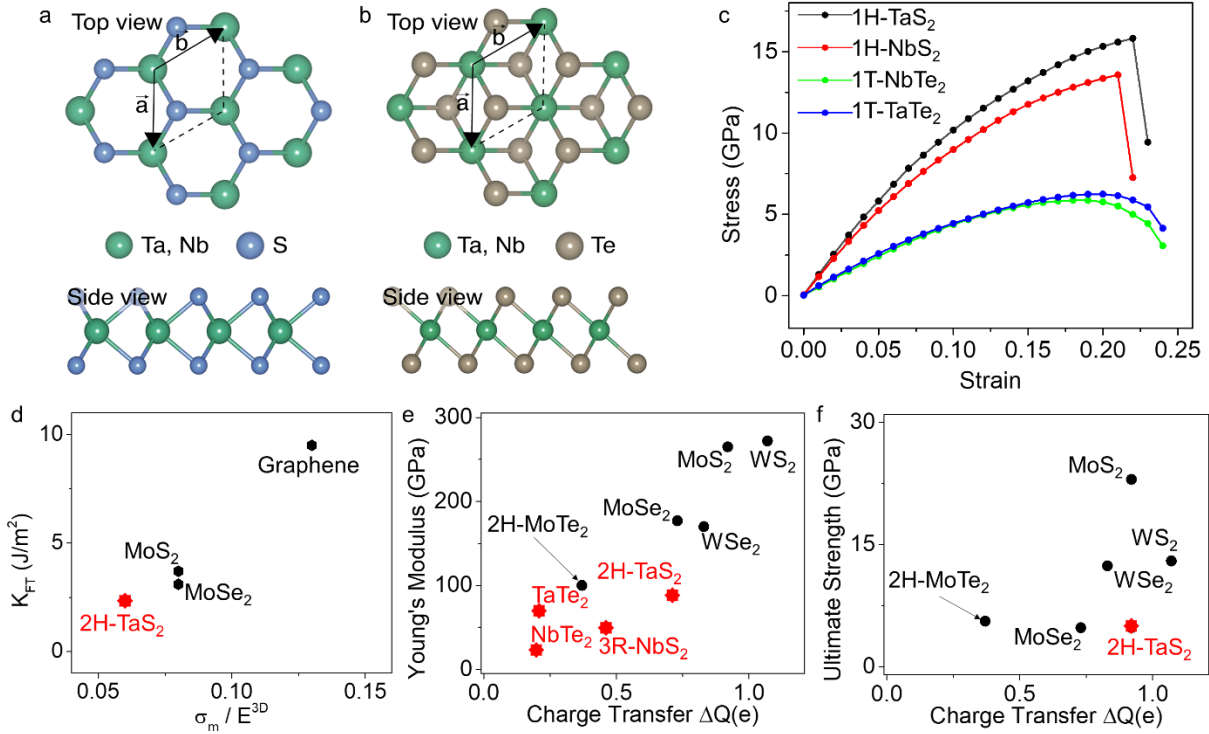 a
Top view
b⃗
a⃗
Ta, Nb
S
Side view
b
Top view
b⃗
a⃗
Ta, Nb
Te
Side view
c
1H-TaS₂
1H-NbS₂
1T-NbTe₂
1T-TaTe₂
15
10
5
0
Stress (GPa)
0.00 0.05 0.10 0.15 0.20 0.25
Strain
d
10
5
0
K_FT (J/m²)
Graphene
MoS₂
MoSe₂
2H-TaS₂
0.05 0.10 0.15
σₘ / E³ᴰ
e
300
200
100
0
Young's Modulus (GPa)
MoS₂
WS₂
MoSe₂
WSe₂
2H-MoTe₂
2H-TaS₂
TaTe₂
NbTe₂
3R-NbS₂
0.0 0.5 1.0
Charge Transfer ΔQ(e)
f
30
15
0
Ultimate Strength (GPa)
MoS₂
WS₂
WSe₂
2H-MoTe₂
MoSe₂
2H-TaS₂
0.0 0.5 1.0
Charge Transfer ΔQ(e)